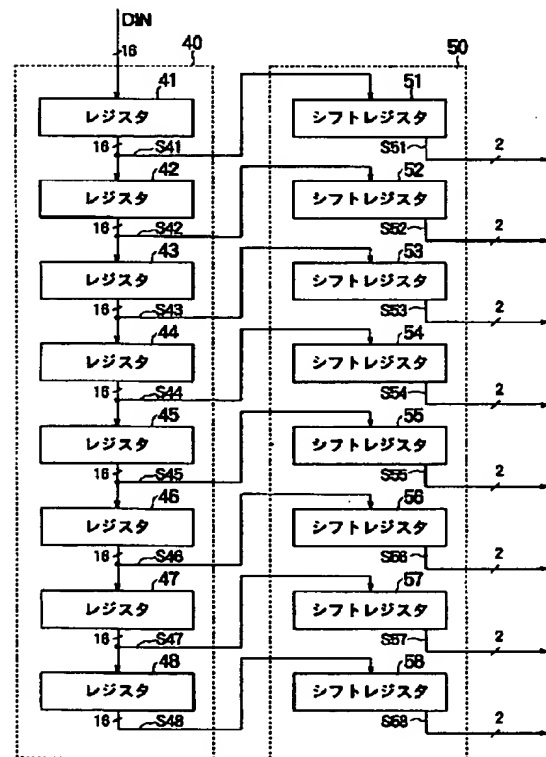 DIN
16
40
50
41
レジスタ
16
S41
51
シフトレジスタ
S51
2
42
レジスタ
16
S42
52
シフトレジスタ
S52
2
43
レジスタ
16
S43
53
シフトレジスタ
S53
2
44
レジスタ
16
S44
54
シフトレジスタ
S54
2
45
レジスタ
16
S45
55
シフトレジスタ
S55
2
46
レジスタ
16
S46
56
シフトレジスタ
S56
2
47
レジスタ
16
S47
57
シフトレジスタ
S57
2
48
レジスタ
16
S48
58
シフトレジスタ
S58
2